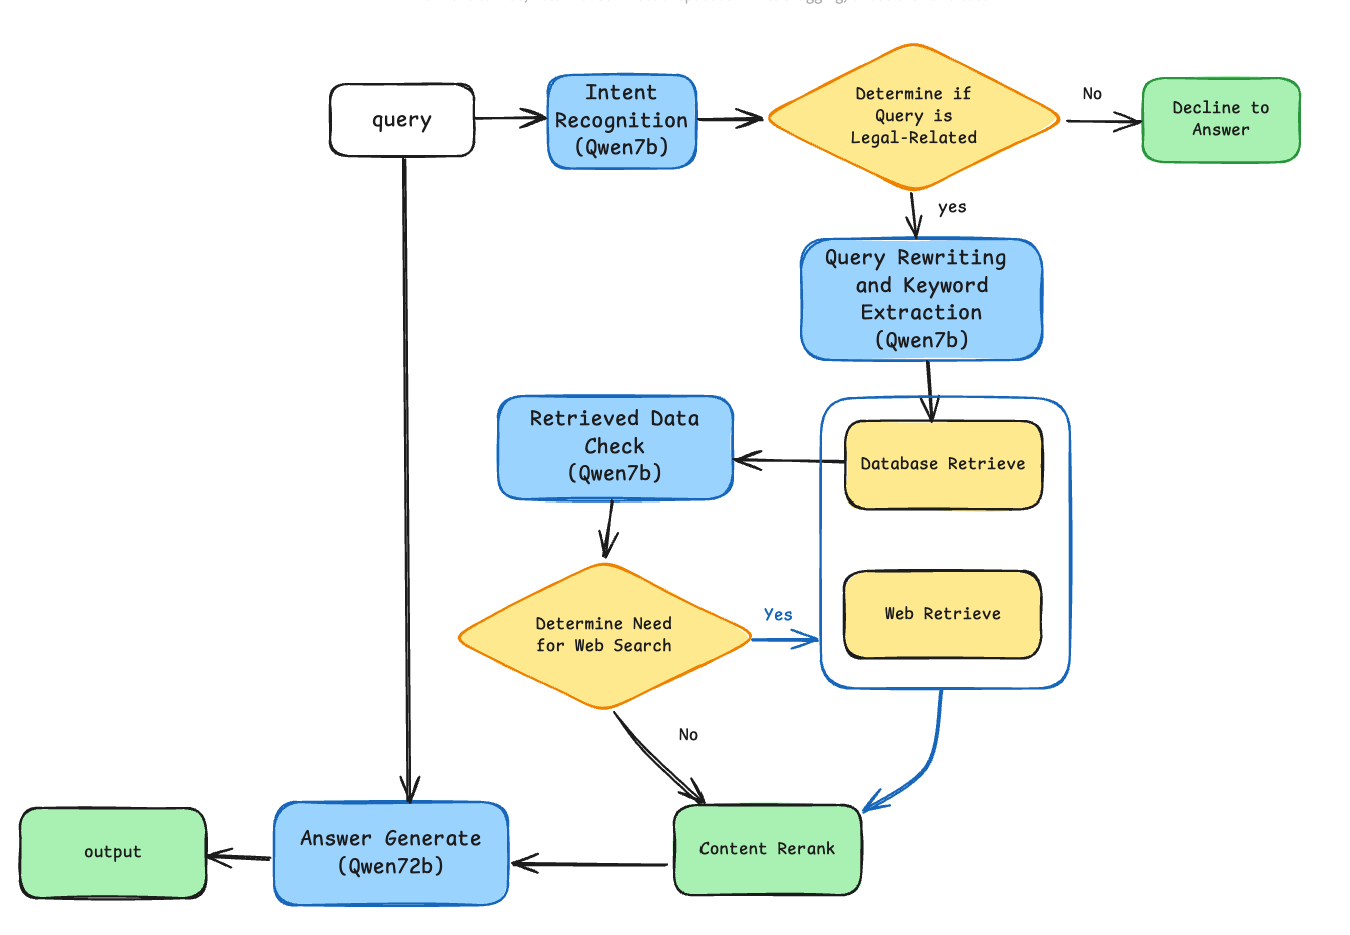 query
Intent
Recognition
(Qwen7b)
Determine if
Query is
Legal-Related
No
Decline to
Answer
yes
Query Rewriting
and Keyword
Extraction
(Qwen7b)
Retrieved Data
Check
(Qwen7b)
Database Retrieve
Determine Need
for Web Search
Yes
Web Retrieve
No
output
Answer Generate
(Qwen72b)
Content Rerank